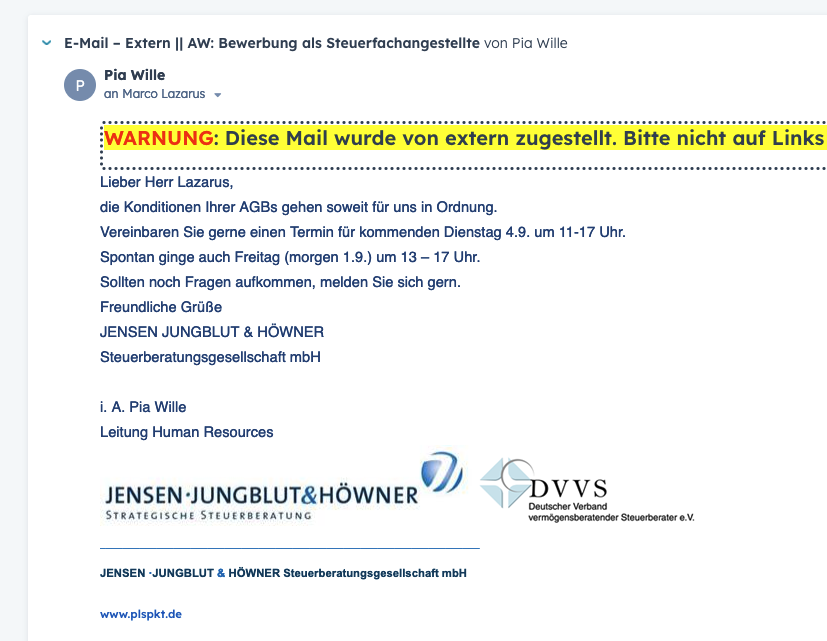 E-Mail – Extern || AW: Bewerbung als Steuerfachangestellte von Pia Wille
P
Pia Wille
an Marco Lazarus
WARNUNG: Diese Mail wurde von extern zugestellt. Bitte nicht auf Links
Lieber Herr Lazarus,
die Konditionen Ihrer AGBs gehen soweit für uns in Ordnung.
Vereinbaren Sie gerne einen Termin für kommenden Dienstag 4.9. um 11-17 Uhr.
Spontan ginge auch Freitag (morgen 1.9.) um 13 – 17 Uhr.
Sollten noch Fragen aufkommen, melden Sie sich gern.
Freundliche Grüße
JENSEN JUNGBLUT & HÖWNER
Steuerberatungsgesellschaft mbH
i. A. Pia Wille
Leitung Human Resources
JENSEN·JUNGBLUT&HÖWNER
STRATEGISCHE STEUERBERATUNG
DVVS
Deutscher Verband
vermögensberatender Steuerberater e.V.
JENSEN ·JUNGBLUT & HÖWNER Steuerberatungsgesellschaft mbH
www.plspkt.de